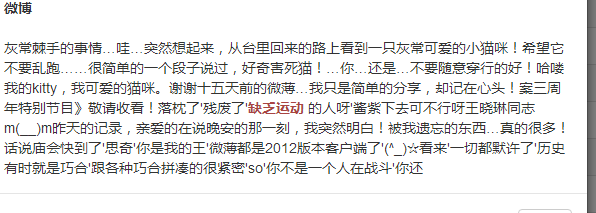 微博
灰常棘手的事情…哇…突然想起来，从台里回来的路上看到一只灰常可爱的小猫咪！希望它
不要乱跑……很简单的一个段子说过，好奇害死猫！…你…还是…不要随意穿行的好！哈喽
我的kitty，我可爱的猫咪。谢谢十五天前的微薄…我只是简单的分享，却记在心头！案三周
年特别节目》敬请收看！落枕了'残废了'缺乏运动 的人呀'酱紫下去可不行呀王晓琳同志
m(__)m昨天的记录，亲爱的在说晚安的那一刻，我突然明白！被我遗忘的东西…真的很多！
话说庙会快到了'思奇'你是我的王'微薄都是2012版本客户端了'(^_)☆看来'一切都默许了'历史
有时就是巧合'跟各种巧合拼凑的很紧密'so'你不是一个人在战斗'你还